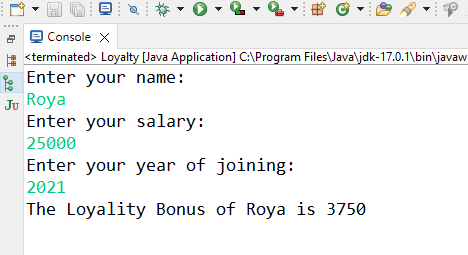 Console
<terminated> Loyalty [Java Application] C:\Program Files\Java\jdk-17.0.1\bin\javaw
Ju
Enter your name:
Roya
Enter your salary:
25000
Enter your year of joining:
2021
The Loyality Bonus of Roya is 3750